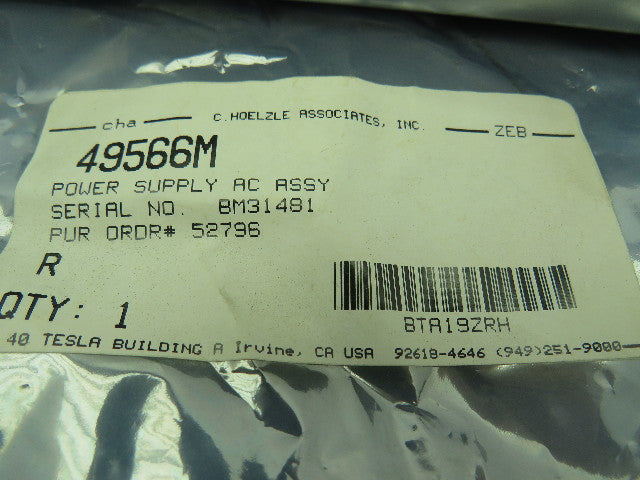 cha C.HOELZLE ASSOCIATES, INC. ZEB
49566M
POWER SUPPLY AC ASSY
SERIAL NO. BM31481
PUR ORDR# 52796
R
QTY: 1
BTA19ZRH
40 TESLA BUILDING A Irvine, CA USA 92618-4646 (949)251-9000